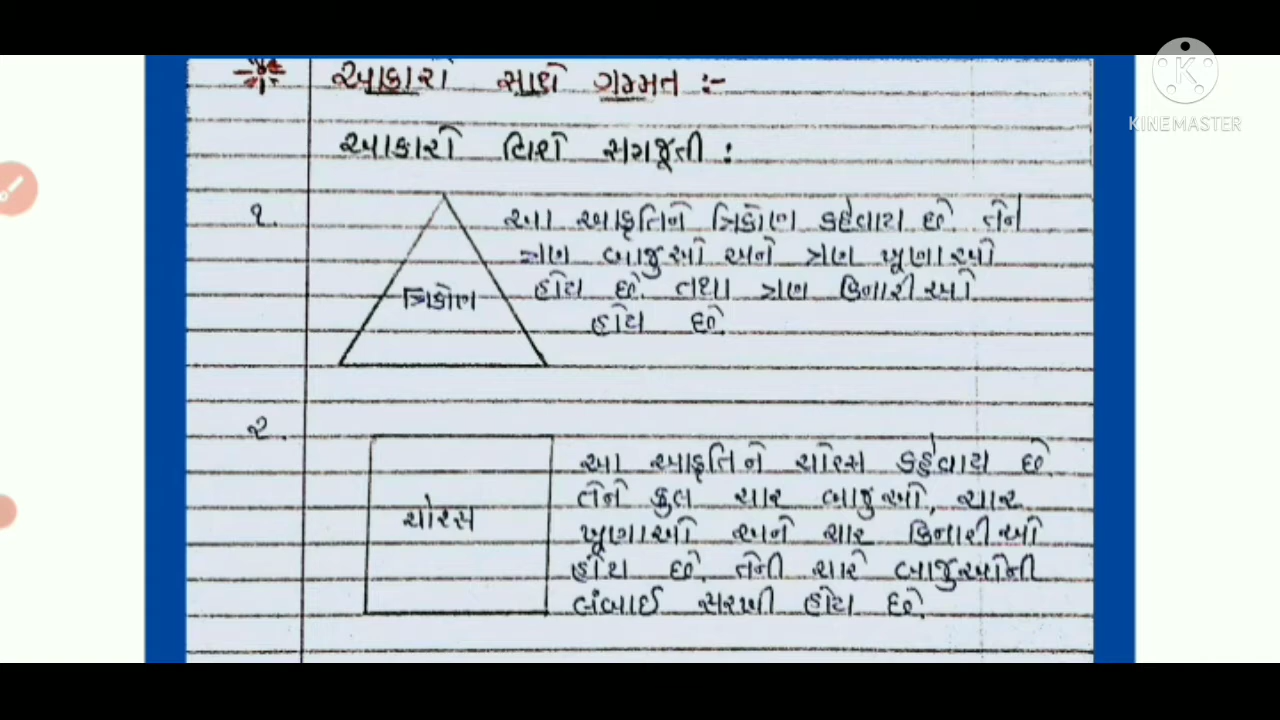 આકારો સાથે ગમ્મત :-
KINEMASTER
આકારો વિશે સમજૂતી :
૧.
આ આકૃતિને ત્રિકોણ કહેવાય છે. તેને
ત્રણ બાજુઓ અને ત્રણ ખૂણાઓ
હોય છે. તથા ત્રણ કિનારીઓ
હોય છે.
ત્રિકોણ
૨.
આ આકૃતિને ચોરસ કહેવાય છે.
તેને કુલ ચાર બાજુઓ, ચાર
ખૂણાઓ અને ચાર કિનારીઓ
હોય છે. તેની ચારે બાજુઓની
લંબાઈ સરખી હોય છે.
ચોરસ